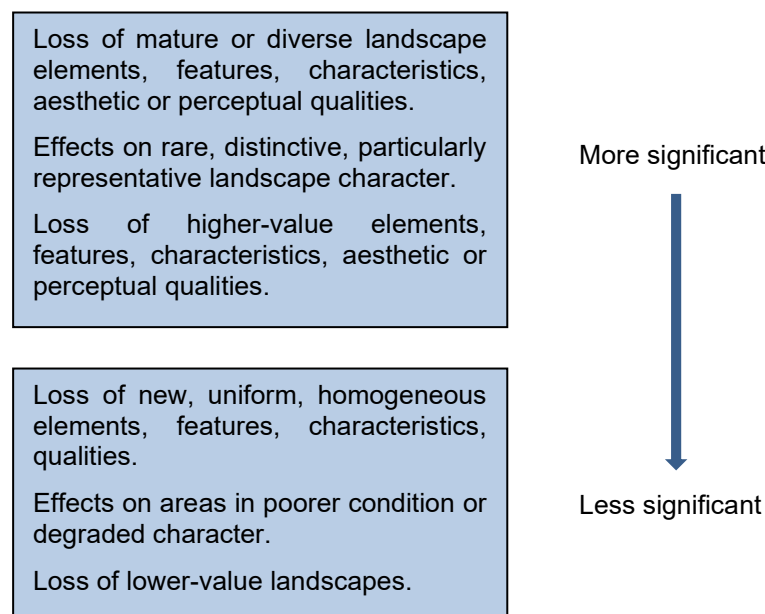 Loss of mature or diverse landscape
elements, features, characteristics,
aesthetic or perceptual qualities.
Effects on rare, distinctive, particularly
representative landscape character.
Loss of higher-value elements,
features, characteristics, aesthetic or
perceptual qualities.
More significant
Loss of new, uniform, homogeneous
elements, features, characteristics,
qualities.
Effects on areas in poorer condition or
degraded character.
Loss of lower-value landscapes.
Less significant